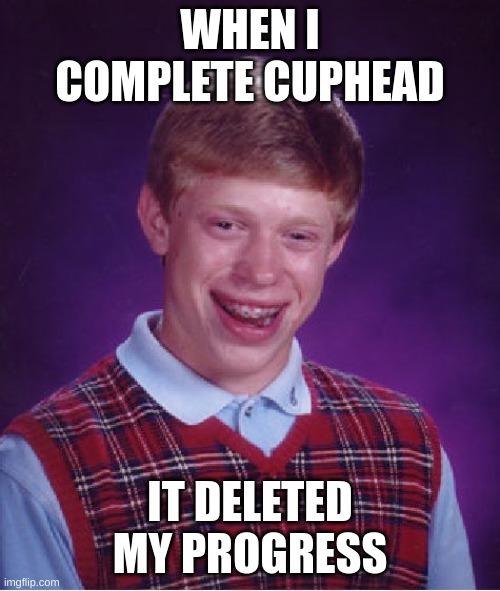 WHEN I
COMPLETE CUPHEAD
IT DELETED
MY PROGRESS
imgflip.com